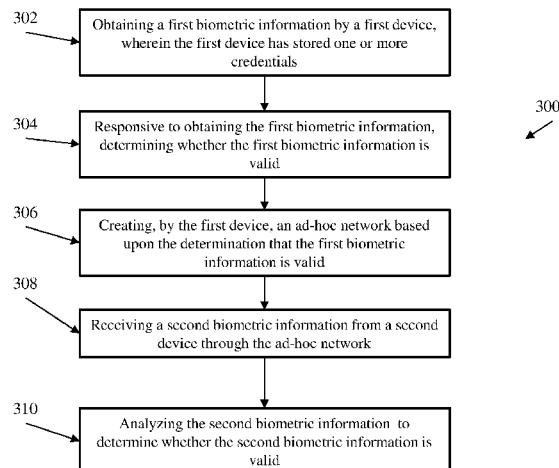 302
Obtaining a first biometric information by a first device,
wherein the first device has stored one or more
credentials
300
304
Responsive to obtaining the first biometric information,
determining whether the first biometric information is
valid
306
Creating, by the first device, an ad-hoc network based
upon the determination that the first biometric
information is valid
308
Receiving a second biometric information from a second
device through the ad-hoc network
310
Analyzing the second biometric information to
determine whether the second biometric information is
valid